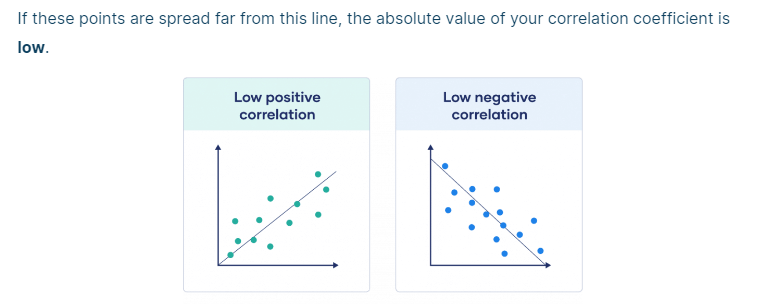 If these points are spread far from this line, the absolute value of your correlation coefficient is
low.
Low positive
correlation
Low negative
correlation